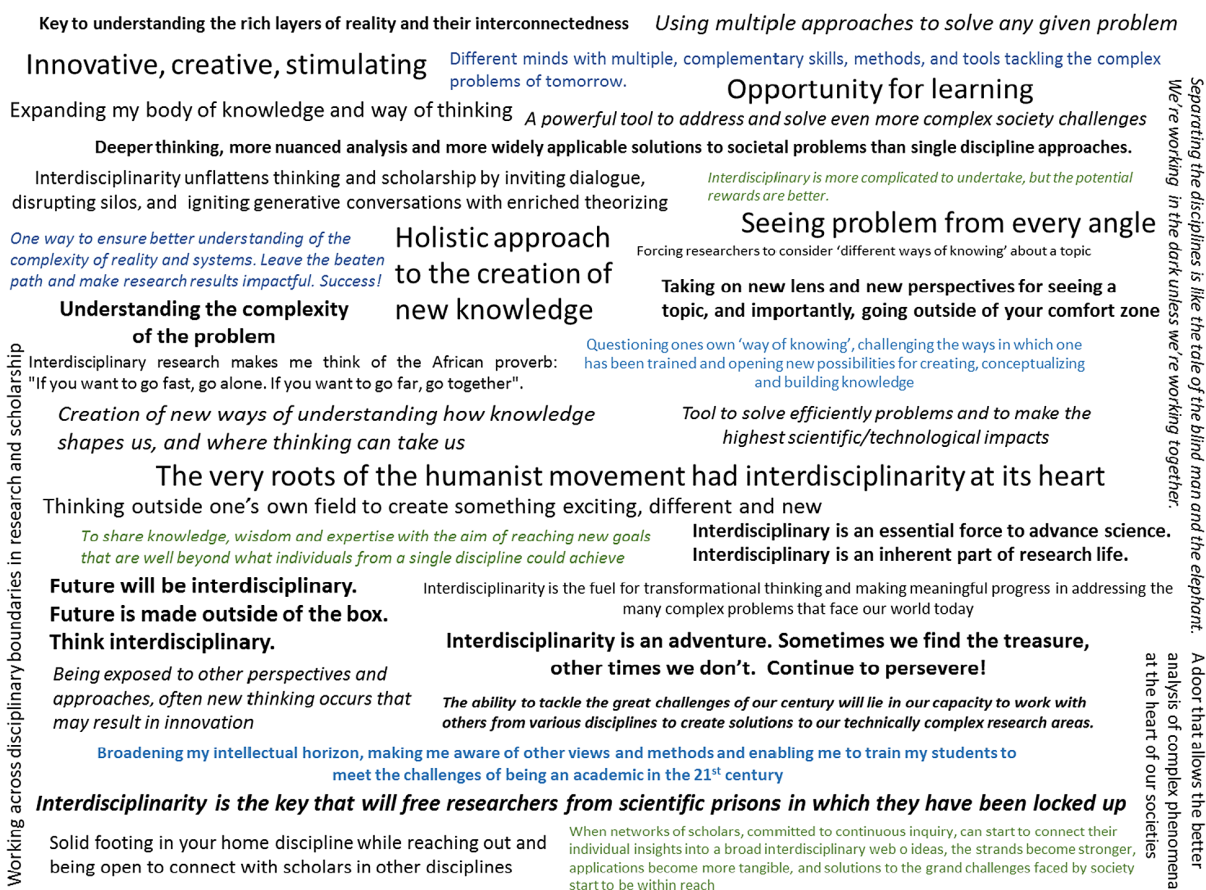 Key to understanding the rich layers of reality and their interconnectedness
Using multiple approaches to solve any given problem
Innovative, creative, stimulating
Different minds with multiple, complementary skills, methods, and tools tackling the complex
problems of tomorrow.
Opportunity for learning
Expanding my body of knowledge and way of thinking
A powerful tool to address and solve even more complex society challenges
Deeper thinking, more nuanced analysis and more widely applicable solutions to societal problems than single discipline approaches.
Interdisciplinarity unflattens thinking and scholarship by inviting dialogue,
disrupting silos, and igniting generative conversations with enriched theorizing
Interdisciplinary is more complicated to undertake, but the potential
rewards are better.
Seeing problem from every angle
One way to ensure better understanding of the
complexity of reality and systems. Leave the beaten
path and make research results impactful. Success!
Holistic approach
to the creation of
new knowledge
Forcing researchers to consider ‘different ways of knowing’ about a topic
Taking on new lens and new perspectives for seeing a
topic, and importantly, going outside of your comfort zone
Understanding the complexity
of the problem
Interdisciplinary research makes me think of the African proverb:
"If you want to go fast, go alone. If you want to go far, go together".
Questioning ones own ‘way of knowing’, challenging the ways in which one
has been trained and opening new possibilities for creating, conceptualizing
and building knowledge
Creation of new ways of understanding how knowledge
shapes us, and where thinking can take us
Tool to solve efficiently problems and to make the
highest scientific/technological impacts
The very roots of the humanist movement had interdisciplinarity at its heart
Thinking outside one’s own field to create something exciting, different and new
To share knowledge, wisdom and expertise with the aim of reaching new goals
that are well beyond what individuals from a single discipline could achieve
Interdisciplinary is an essential force to advance science.
Interdisciplinary is an inherent part of research life.
Future will be interdisciplinary.
Future is made outside of the box.
Think interdisciplinary.
Interdisciplinarity is the fuel for transformational thinking and making meaningful progress in addressing the
many complex problems that face our world today
Interdisciplinarity is an adventure. Sometimes we find the treasure,
other times we don’t. Continue to persevere!
Being exposed to other perspectives and
approaches, often new thinking occurs that
may result in innovation
The ability to tackle the great challenges of our century will lie in our capacity to work with
others from various disciplines to create solutions to our technically complex research areas.
Broadening my intellectual horizon, making me aware of other views and methods and enabling me to train my students to
meet the challenges of being an academic in the 21st century
Interdisciplinarity is the key that will free researchers from scientific prisons in which they have been locked up
Solid footing in your home discipline while reaching out and
being open to connect with scholars in other disciplines
When networks of scholars, committed to continuous inquiry, can start to connect their
individual insights into a broad interdisciplinary web o ideas, the strands become stronger,
applications become more tangible, and solutions to the grand challenges faced by society
start to be within reach
Working across disciplinary boundaries in research and scholarship
Separating the disciplines is like the tale of the blind man and the elephant.
We’re working in the dark unless we’re working together.
A door that allows the better
analysis of complex phenomena
at the heart of our societies